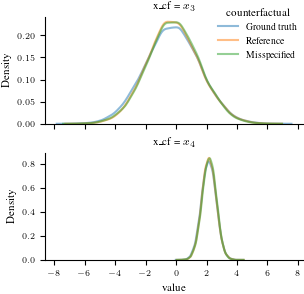 x_cf = x₃
counterfactual
Ground truth
Reference
Misspecified
Density
0.20
0.15
0.10
0.05
0.00
x_cf = x₄
Density
0.8
0.6
0.4
0.2
0.0
−8 −6 −4 −2 0 2 4 6 8
value